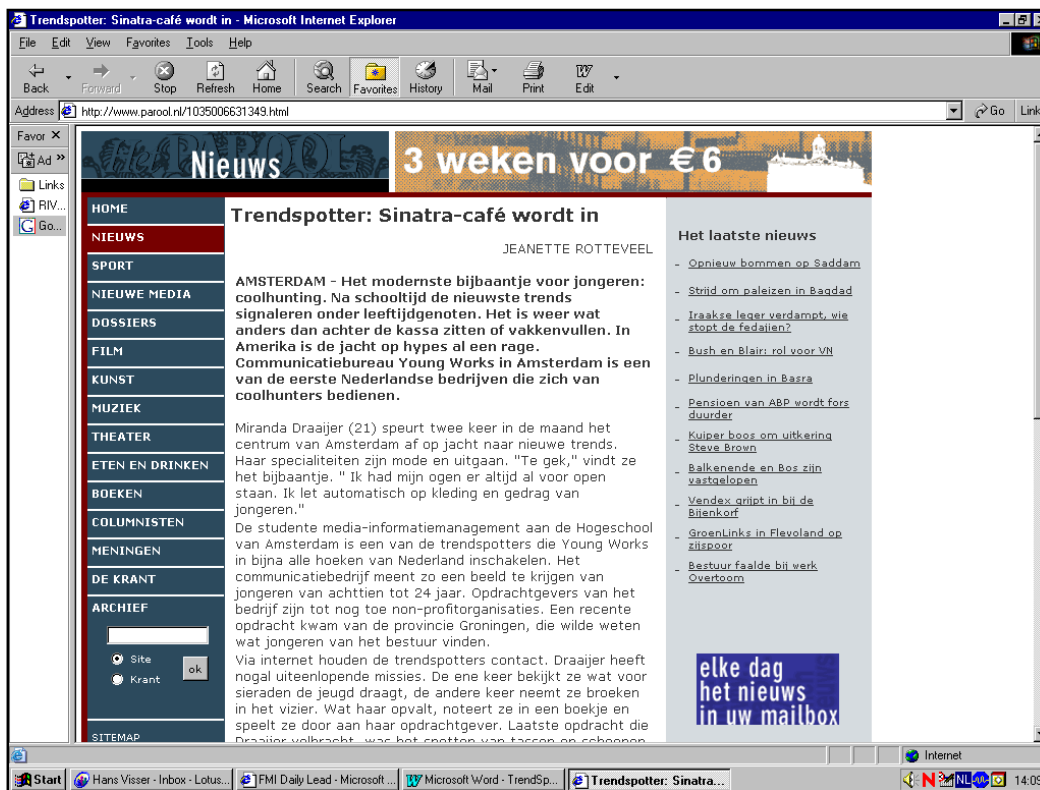 Trendspotter: Sinatra-café wordt in - Microsoft Internet Explorer
File Edit View Favorites Tools Help
Back Forward Stop Refresh Home Search Favorites History Mail Print Edit
Address http://www.parool.nl/1035006631349.html Go Link
Favor
Ad
Links
RIV...
Go...
Nieuws
3 weken voor € 6
HOME
NIEUWS
SPORT
NIEUWE MEDIA
DOSSIERS
FILM
KUNST
MUZIEK
THEATER
ETEN EN DRINKEN
BOEKEN
COLUMNISTEN
MENINGEN
DE KRANT
ARCHIEF
Site
Krant
ok
SITEMAP
Trendspotter: Sinatra-café wordt in
JEANETTE ROTTEVEEL
AMSTERDAM - Het modernste bijbaantje voor jongeren:
coolhunting. Na schooltijd de nieuwste trends
signaleren onder leeftijdgenoten. Het is weer wat
anders dan achter de kassa zitten of vakkenvullen. In
Amerika is de jacht op hypes al een rage.
Communicatiebureau Young Works in Amsterdam is een
van de eerste Nederlandse bedrijven die zich van
coolhunters bedienen.
Miranda Draaijer (21) speurt twee keer in de maand het
centrum van Amsterdam af op jacht naar nieuwe trends.
Haar specialiteiten zijn mode en uitgaan. "Te gek," vindt ze
het bijbaantje. " Ik had mijn ogen er altijd al voor open
staan. Ik let automatisch op kleding en gedrag van
jongeren."
De studente media-informatiemanagement aan de Hogeschool
van Amsterdam is een van de trendspotters die Young Works
in bijna alle hoeken van Nederland inschakelen. Het
communicatiebedrijf meent zo een beeld te krijgen van
jongeren van achttien tot 24 jaar. Opdrachtgevers van het
bedrijf zijn tot nog toe non-profitorganisaties. Een recente
opdracht kwam van de provincie Groningen, die wilde weten
wat jongeren van het bestuur vinden.
Via internet houden de trendspotters contact. Draaijer heeft
nogal uiteenlopende missies. De ene keer bekijkt ze wat voor
sieraden de jeugd draagt, de andere keer neemt ze broeken
in het vizier. Wat haar opvalt, noteert ze in een boekje en
speelt ze door aan haar opdrachtgever. Laatste opdracht die
Draaijer volbracht, was het spotten van tassen en schoenen
Het laatste nieuws
- Opnieuw bommen op Saddam
- Strijd om paleizen in Bagdad
- Iraakse leger verdampt, wie
stopt de fedajien?
- Bush en Blair: rol voor VN
- Plunderingen in Basra
- Pensioen van ABP wordt fors
duurder
- Kuiper boos om uitkering
Steve Brown
- Balkenende en Bos zijn
vastgelopen
- Vendex grijpt in bij de
Bijenkorf
- GroenLinks in Flevoland op
zijspoor
- Bestuur faalde bij werk
Overtoom
elke dag
het nieuws
in uw mailbox
Internet
Start Hans Visser - Inbox - Lotus... FMI Daily Lead - Microsoft ... Microsoft Word - TrendSp... Trendspotter: Sinatra... NL 14:09